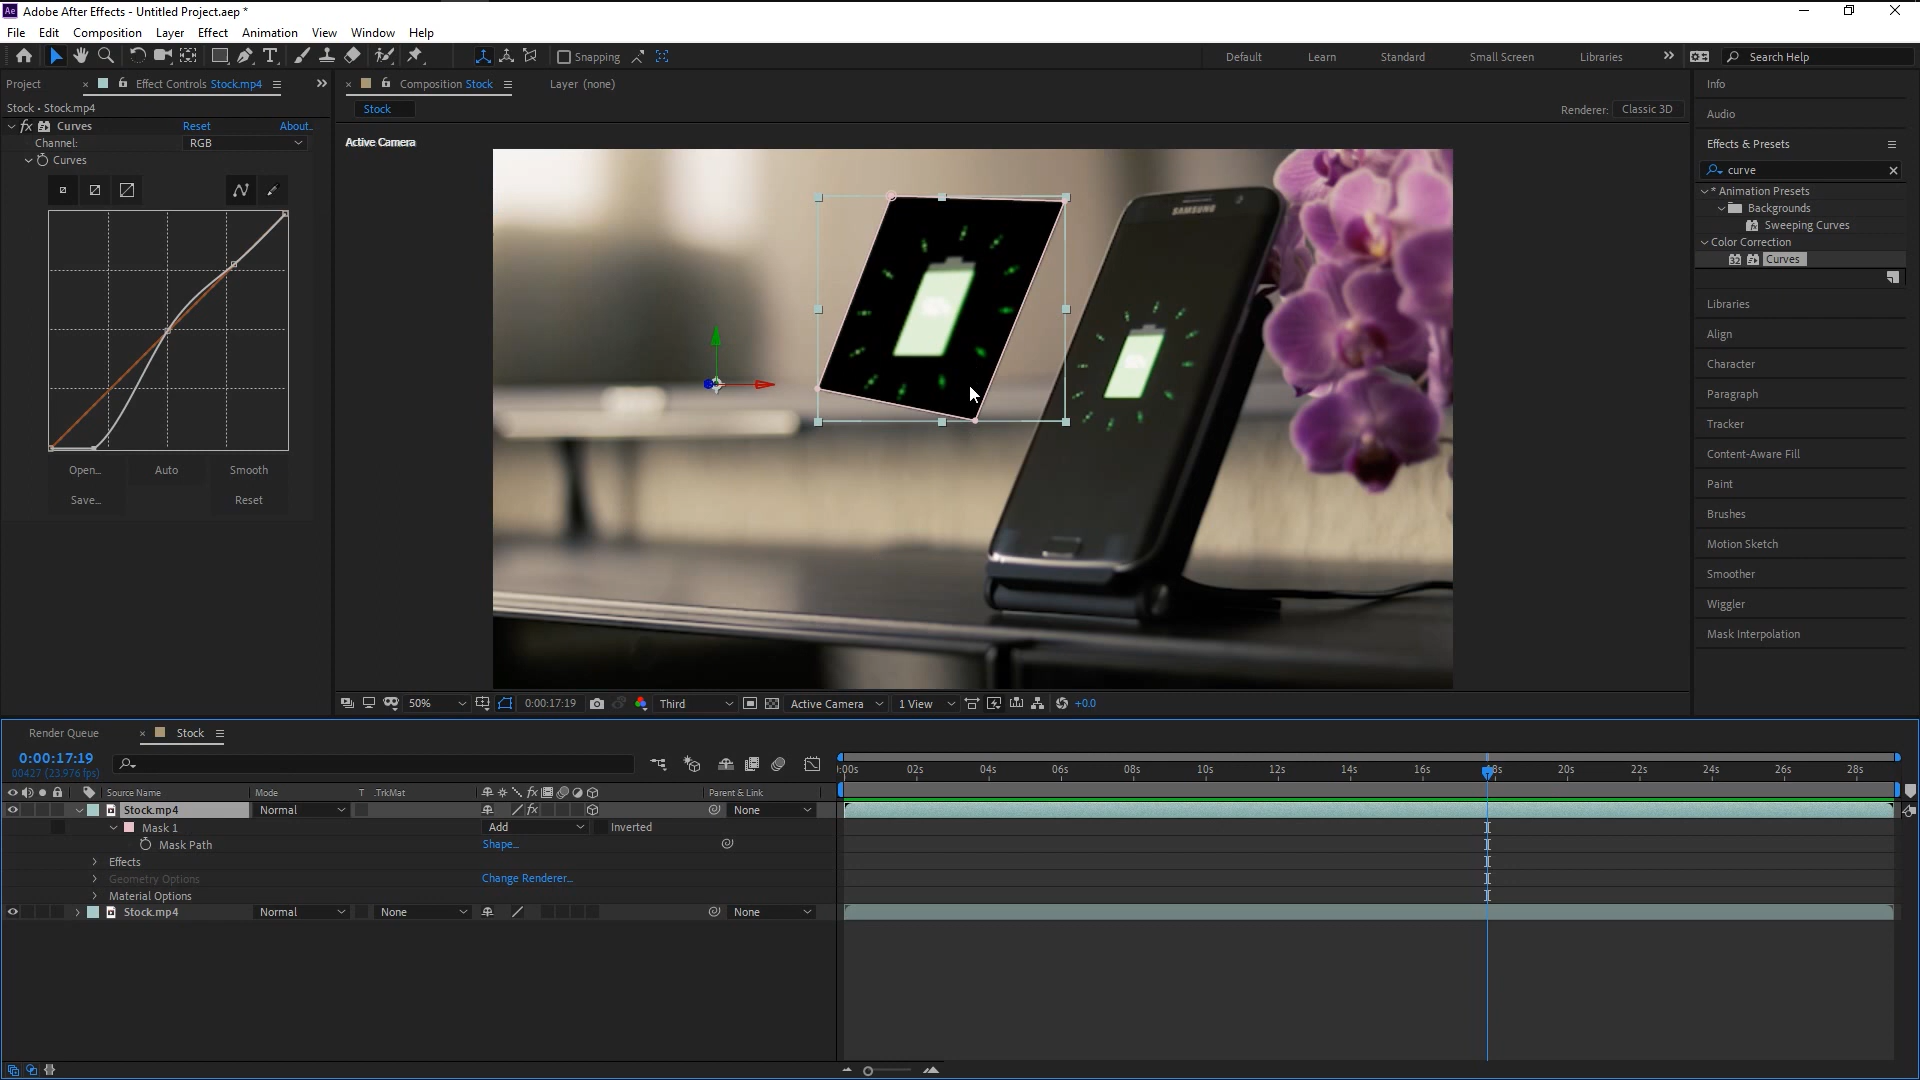 Adobe After Effects - Untitled Project.aep *
File Edit Composition Layer Effect Animation View Window Help
Snapping Default Learn Standard Small Screen Libraries Search Help
Project Effect Controls Stock.mp4 Composition Stock Layer (none) Info
Stock • Stock.mp4 Stock Renderer: Classic 3D
Audio
fx Curves Reset About...
Channel: RGB Active Camera Effects & Presets
Curves curve
* Animation Presets
Backgrounds
Sweeping Curves
Color Correction
Curves
SAMSUNG
Libraries
Align
Character
Paragraph
Tracker
Content-Aware Fill
Open... Auto Smooth Paint
Save... Reset
Brushes
Motion Sketch
Smoother
Wiggler
Mask Interpolation
50% 0:00:17:19 Third Active Camera 1 View +0.0
Render Queue Stock
0:00:17:19
00427 (23.976 fps)
:00s 02s 04s 06s 08s 10s 12s 14s 16s 18s 20s 22s 24s 26s 28s
Source Name Mode T .TrkMat fx Parent & Link
Stock.mp4 Normal fx None
Mask 1 Add Inverted
Mask Path Shape...
Effects
Geometry Options Change Renderer...
Material Options
Stock.mp4 Normal None None